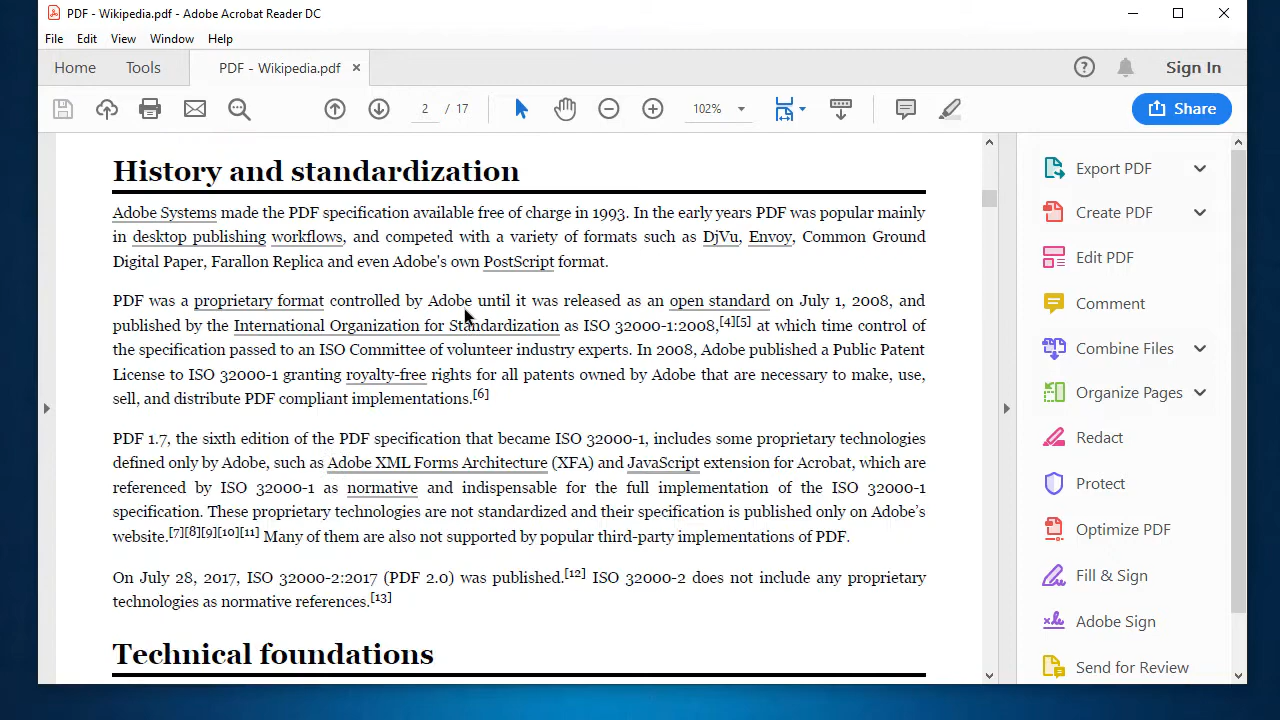 PDF - Wikipedia.pdf - Adobe Acrobat Reader DC
File Edit View Window Help
Home Tools PDF - Wikipedia.pdf × Sign In
2 / 17 102% Share
History and standardization
Adobe Systems made the PDF specification available free of charge in 1993. In the early years PDF was popular mainly
in desktop publishing workflows, and competed with a variety of formats such as DjVu, Envoy, Common Ground
Digital Paper, Farallon Replica and even Adobe's own PostScript format.
PDF was a proprietary format controlled by Adobe until it was released as an open standard on July 1, 2008, and
published by the International Organization for Standardization as ISO 32000-1:2008,[4][5] at which time control of
the specification passed to an ISO Committee of volunteer industry experts. In 2008, Adobe published a Public Patent
License to ISO 32000-1 granting royalty-free rights for all patents owned by Adobe that are necessary to make, use,
sell, and distribute PDF compliant implementations.[6]
PDF 1.7, the sixth edition of the PDF specification that became ISO 32000-1, includes some proprietary technologies
defined only by Adobe, such as Adobe XML Forms Architecture (XFA) and JavaScript extension for Acrobat, which are
referenced by ISO 32000-1 as normative and indispensable for the full implementation of the ISO 32000-1
specification. These proprietary technologies are not standardized and their specification is published only on Adobe’s
website.[7][8][9][10][11] Many of them are also not supported by popular third-party implementations of PDF.
On July 28, 2017, ISO 32000-2:2017 (PDF 2.0) was published.[12] ISO 32000-2 does not include any proprietary
technologies as normative references.[13]
Technical foundations
Export PDF
Create PDF
Edit PDF
Comment
Combine Files
Organize Pages
Redact
Protect
Optimize PDF
Fill & Sign
Adobe Sign
Send for Review